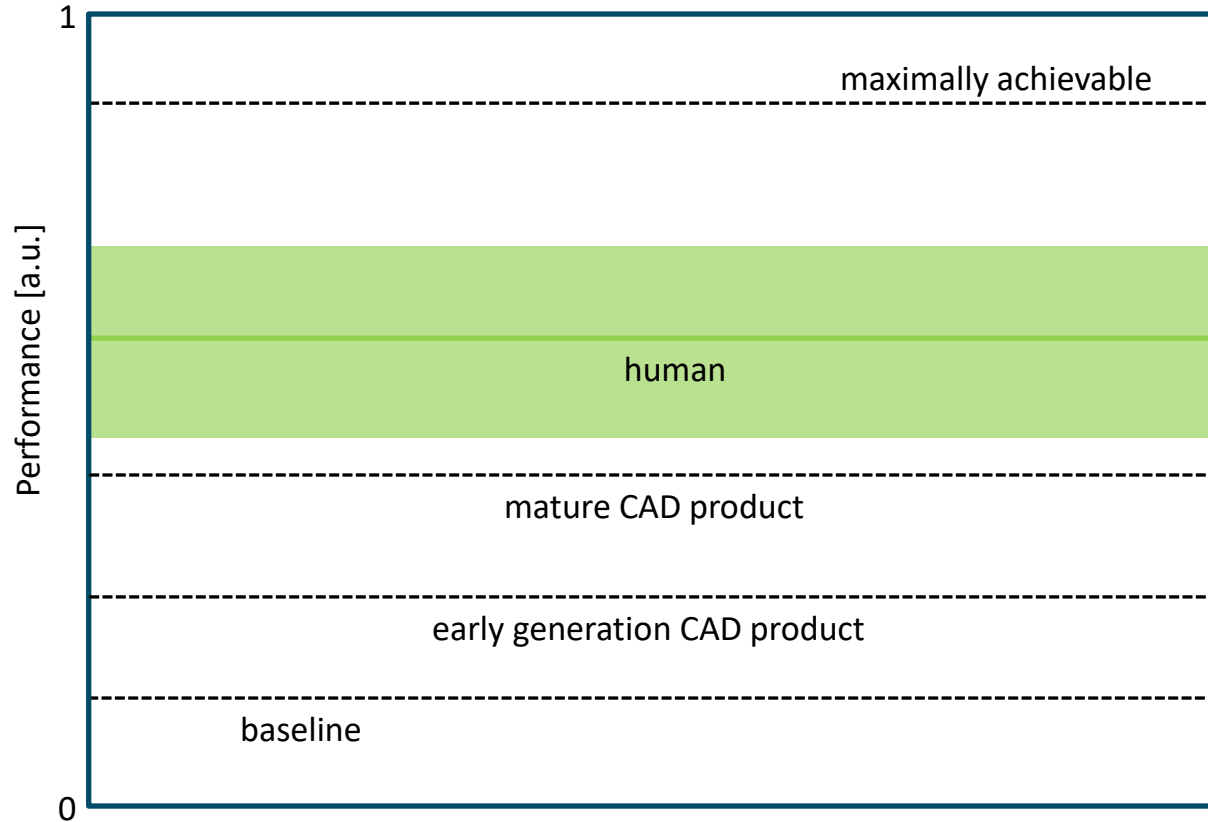 1
maximally achievable
Performance [a.u.]
human
mature CAD product
early generation CAD product
baseline
0